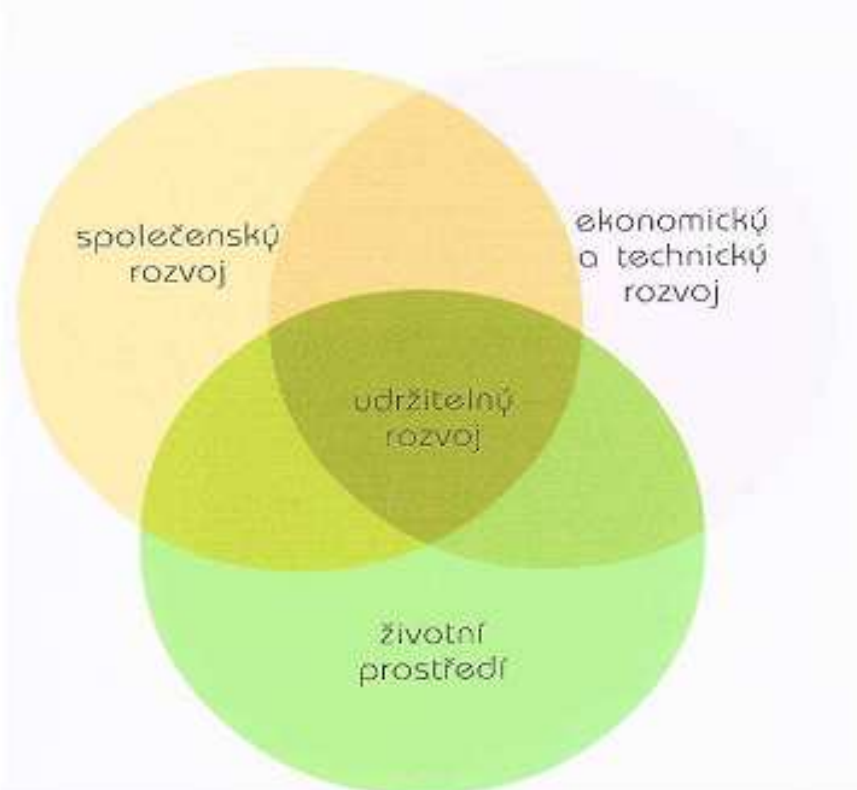 společenský
rozvoj
ekonomický
a technický
rozvoj
udržitelný
rozvoj
životní
prostředí